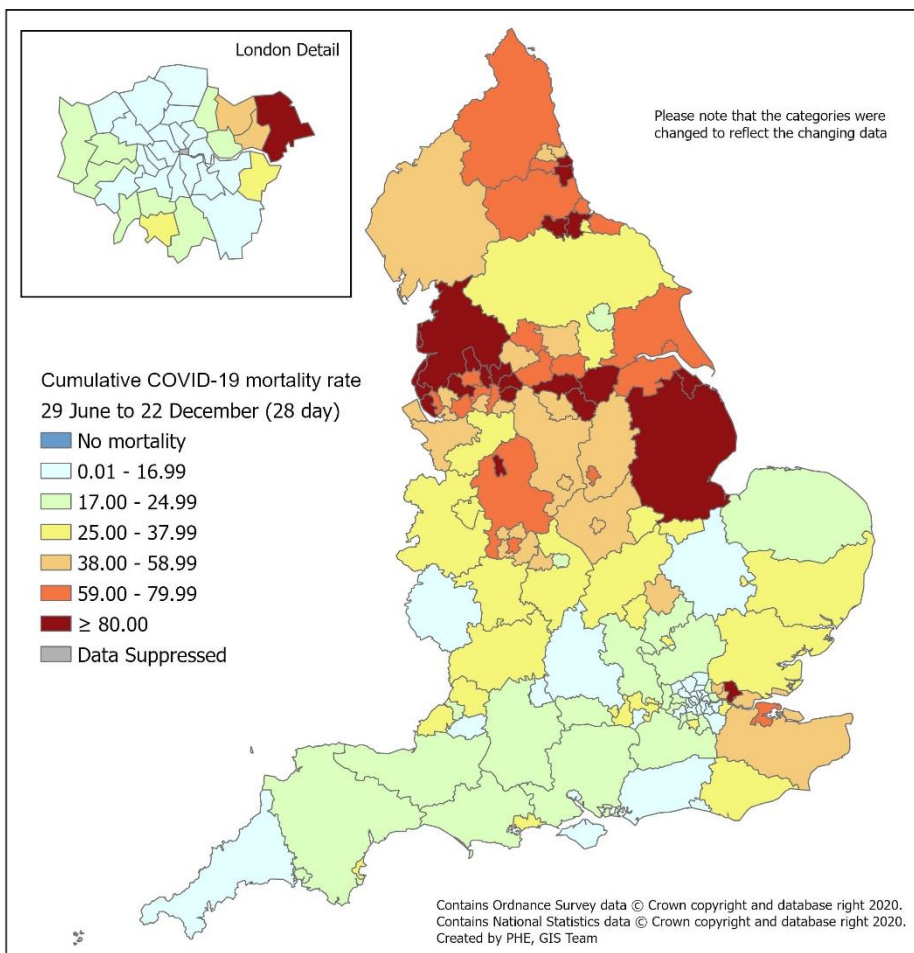 London Detail
Please note that the categories were
changed to reflect the changing data
Cumulative COVID-19 mortality rate
29 June to 22 December (28 day)
No mortality
0.01 - 16.99
17.00 - 24.99
25.00 - 37.99
38.00 - 58.99
59.00 - 79.99
≥ 80.00
Data Suppressed
Contains Ordnance Survey data © Crown copyright and database right 2020.
Contains National Statistics data © Crown copyright and database right 2020.
Created by PHE, GIS Team